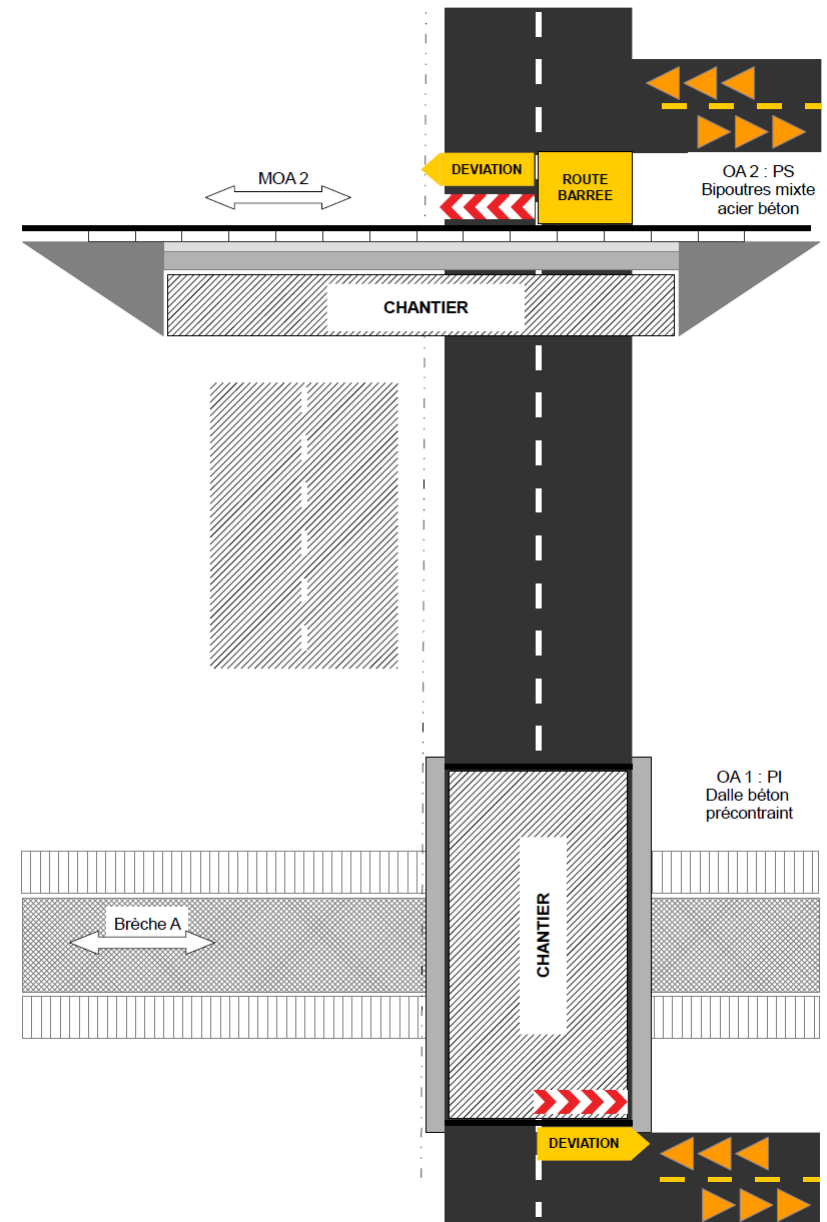 DEVIATION
ROUTE
BARREE
MOA 2
OA 2 : PS
Bipoutres mixte
acier béton
CHANTIER
OA 1 : PI
Dalle béton
précontraint
Brèche A
CHANTIER
DEVIATION